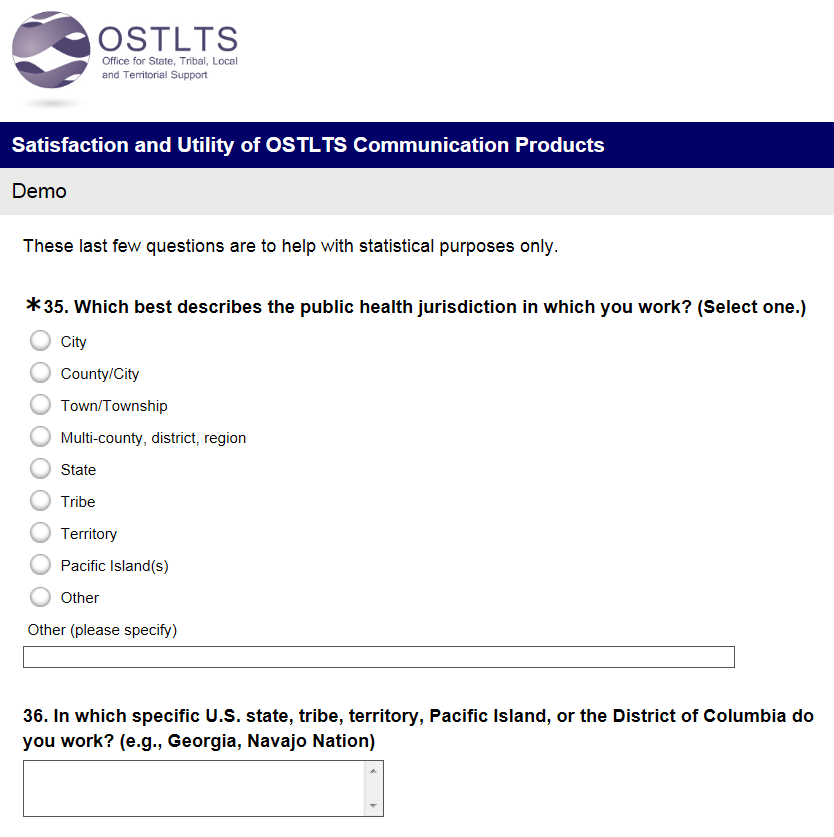 OSTLTS
Office for State, Tribal, Local
and Territorial Support
Satisfaction and Utility of OSTLTS Communication Products
Demo
These last few questions are to help with statistical purposes only.
*35. Which best describes the public health jurisdiction in which you work? (Select one.)
City
County/City
Town/Township
Multi-county, district, region
State
Tribe
Territory
Pacific Island(s)
Other
Other (please specify)
36. In which specific U.S. state, tribe, territory, Pacific Island, or the District of Columbia do
you work? (e.g., Georgia, Navajo Nation)